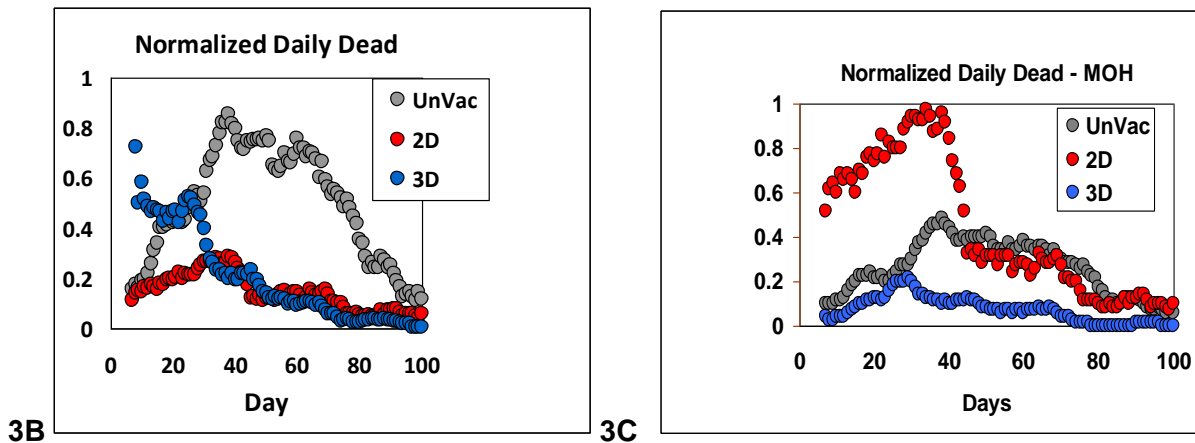 Normalized Daily Dead
1
0.8
0.6
0.4
0.2
0
0 20 40 60 80 100
Day
UnVac
2D
3D
3B
Normalized Daily Dead - MOH
1
0.8
0.6
0.4
0.2
0
0 20 40 60 80 100
Days
UnVac
2D
3D
3C